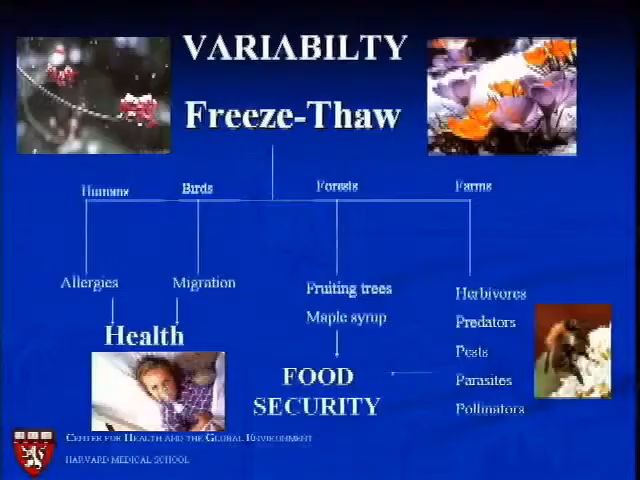 VARIABILTY
Freeze-Thaw
Humans
Birds
Forests
Farms
Allergies
Migration
Fruiting trees
Maple syrup
Herbivores
Predators
Pests
Parasites
Pollinators
Health
FOOD
SECURITY
CENTER FOR HEALTH AND THE GLOBAL ENVIRONMENT
HARVARD MEDICAL SCHOOL